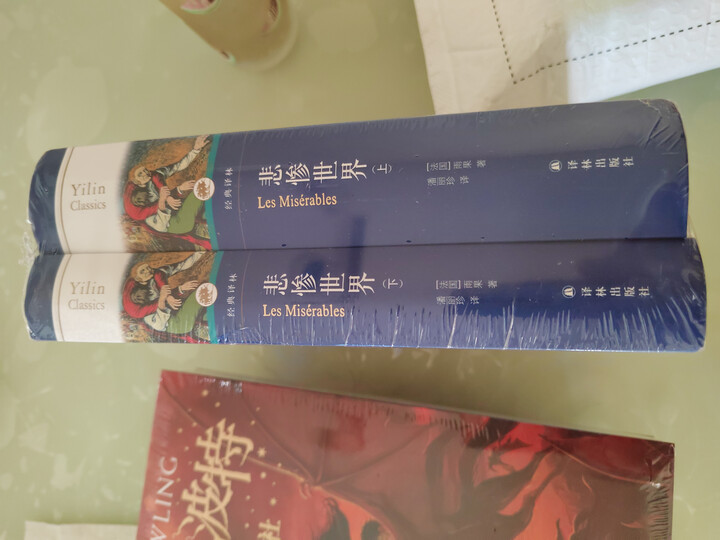 Yilin
Classics
经典译林
悲惨世界(上)
Les Misérables
[法国]雨果 著
潘丽珍 译
译林出版社
Yilin
Classics
经典译林
悲惨世界(下)
Les Misérables
[法国]雨果 著
潘丽珍 译
译林出版社
WLING
波特
社